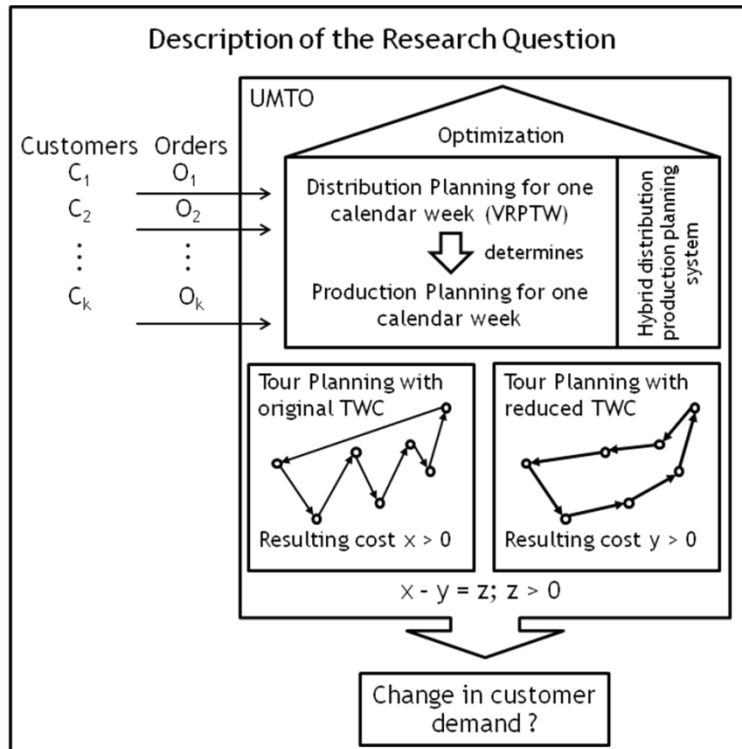 Description of the Research Question
UMTO
Customers Orders
C₁ O₁
C₂ O₂
⋮ ⋮
Cₖ Oₖ
Optimization
Distribution Planning for one
calendar week (VRPTW)
determines
Production Planning for one
calendar week
Hybrid distribution
production planning
system
Tour Planning with
original TWC
Resulting cost x > 0
Tour Planning with
reduced TWC
Resulting cost y > 0
x - y = z; z > 0
Change in customer
demand ?